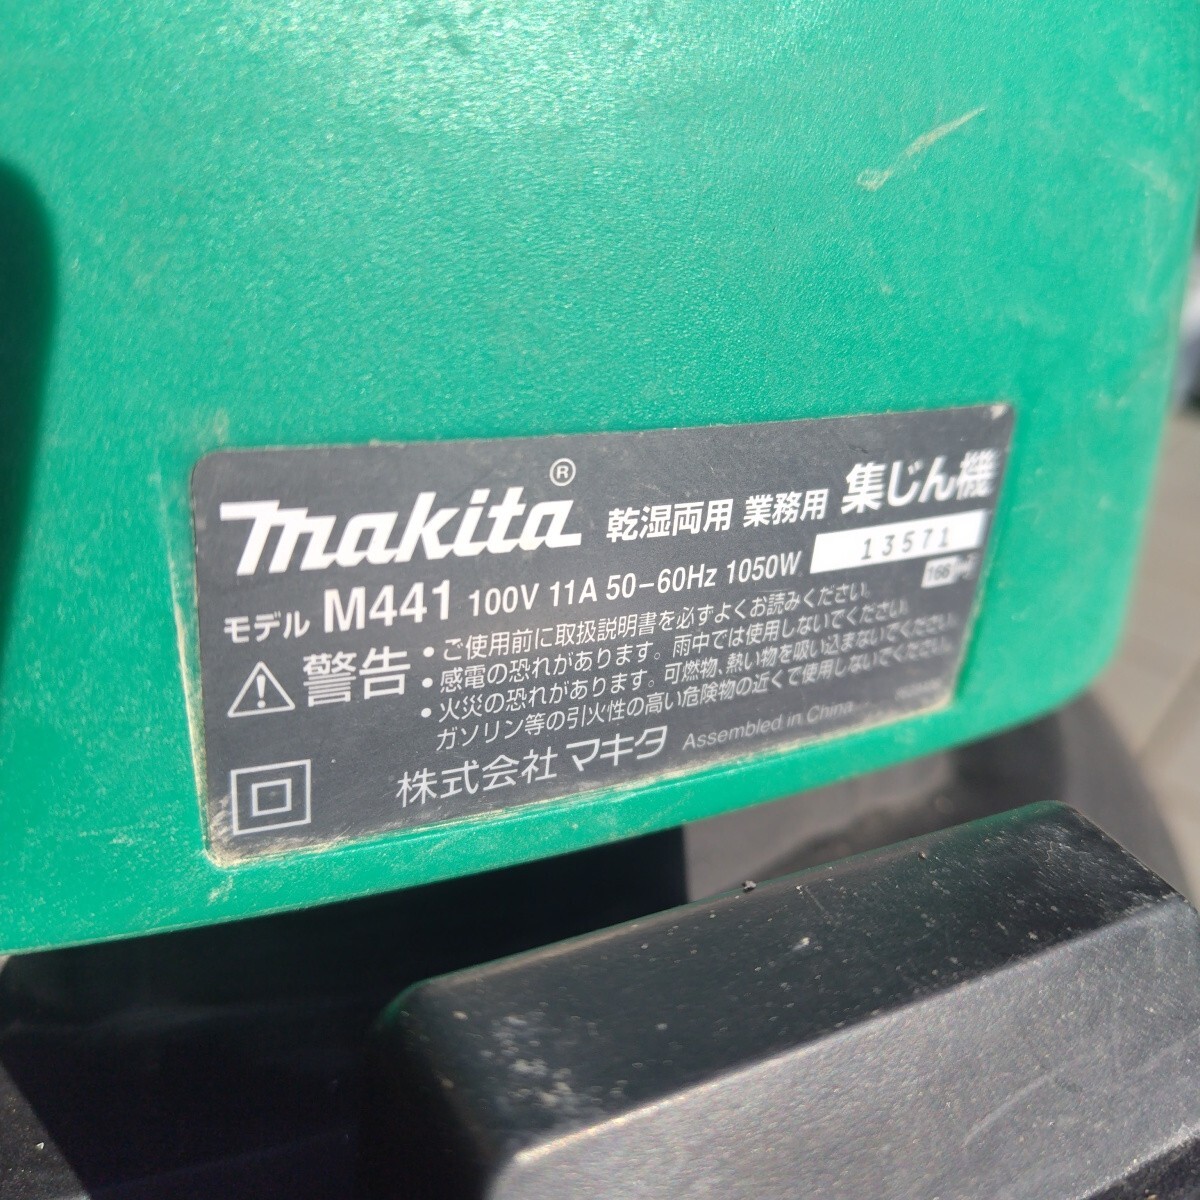 makita® 乾湿両用 業務用 集じん機
モデル M441 100V 11A 50-60Hz 1050W 13571
警告
・ご使用前に取扱説明書を必ずよくお読みください。
・感電の恐れがあります。雨中では使用しないでください。
・火災の恐れがあります。可燃物、熱い物を吸い込まないでください。
ガソリン等の引火性の高い危険物の近くで使用しないでください。
株式会社 マキタ Assembled in China